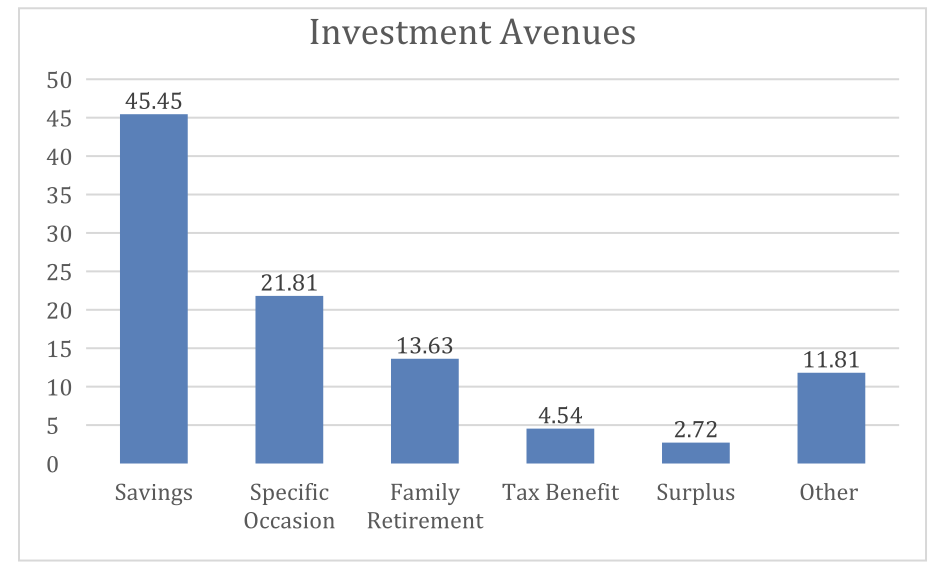 Investment Avenues
50
45
40
35
30
25
20
15
10
5
0
45.45
21.81
13.63
4.54
2.72
11.81
Savings
Specific
Occasion
Family
Retirement
Tax Benefit
Surplus
Other